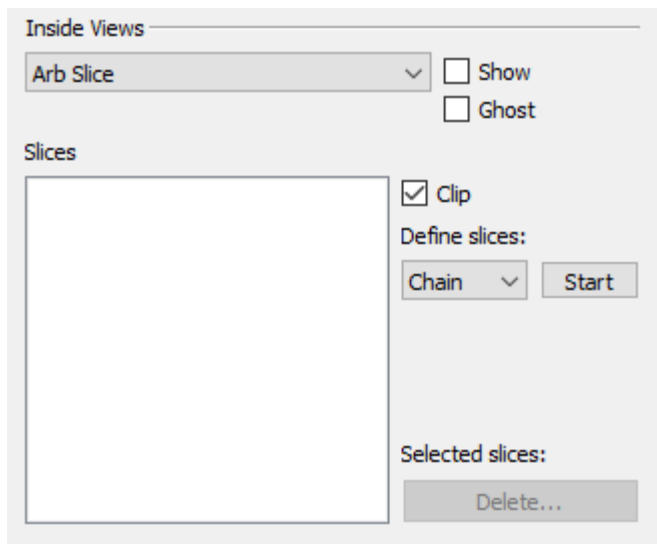 Inside Views
Arb Slice
Show
Ghost
Slices
Clip
Define slices:
Chain
Start
Selected slices:
Delete...